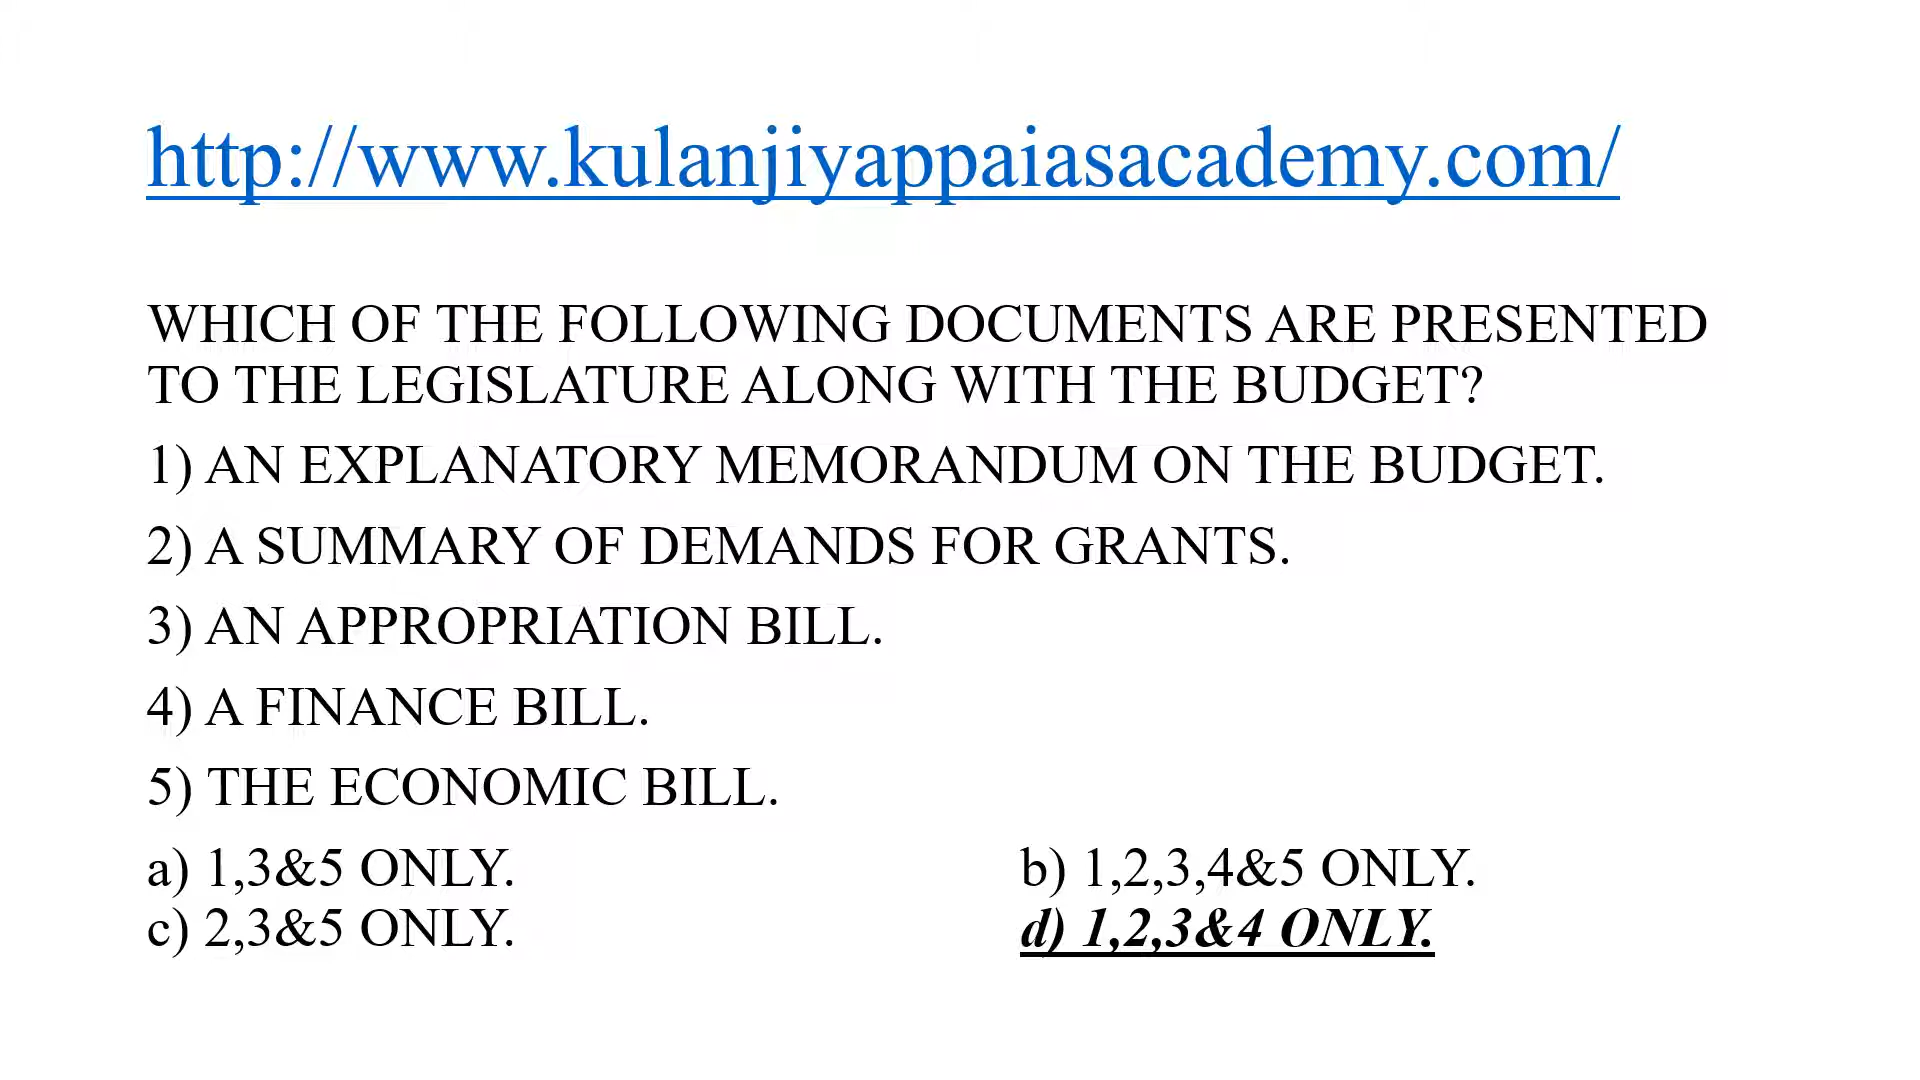 http://www.kulanjiyappaiasacademy.com/
WHICH OF THE FOLLOWING DOCUMENTS ARE PRESENTED
TO THE LEGISLATURE ALONG WITH THE BUDGET?
1) AN EXPLANATORY MEMORANDUM ON THE BUDGET.
2) A SUMMARY OF DEMANDS FOR GRANTS.
3) AN APPROPRIATION BILL.
4) A FINANCE BILL.
5) THE ECONOMIC BILL.
a) 1,3&5 ONLY. b) 1,2,3,4&5 ONLY.
c) 2,3&5 ONLY. d) 1,2,3&4 ONLY.